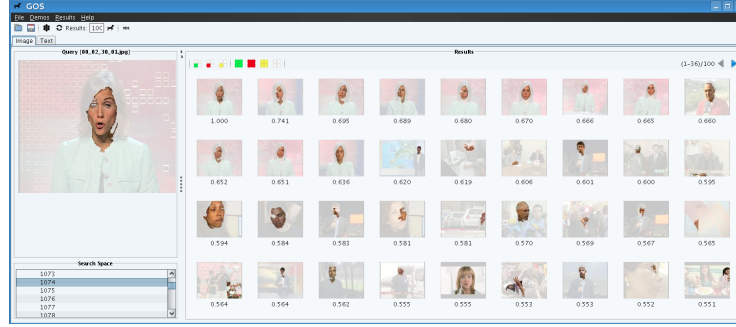 GOS
File Demos Results Help
Results: 100
Image Text
Query (08_02_30_01.jpg)
Results
(1-36)/100
1.000 0.741 0.695 0.689 0.680 0.670 0.666 0.665 0.660
0.652 0.651 0.636 0.620 0.619 0.606 0.601 0.600 0.595
0.594 0.584 0.583 0.581 0.581 0.570 0.569 0.567 0.565
Search Space
1073
1074
1075
1076
1077
1078
0.564 0.564 0.562 0.555 0.555 0.553 0.553 0.552 0.551